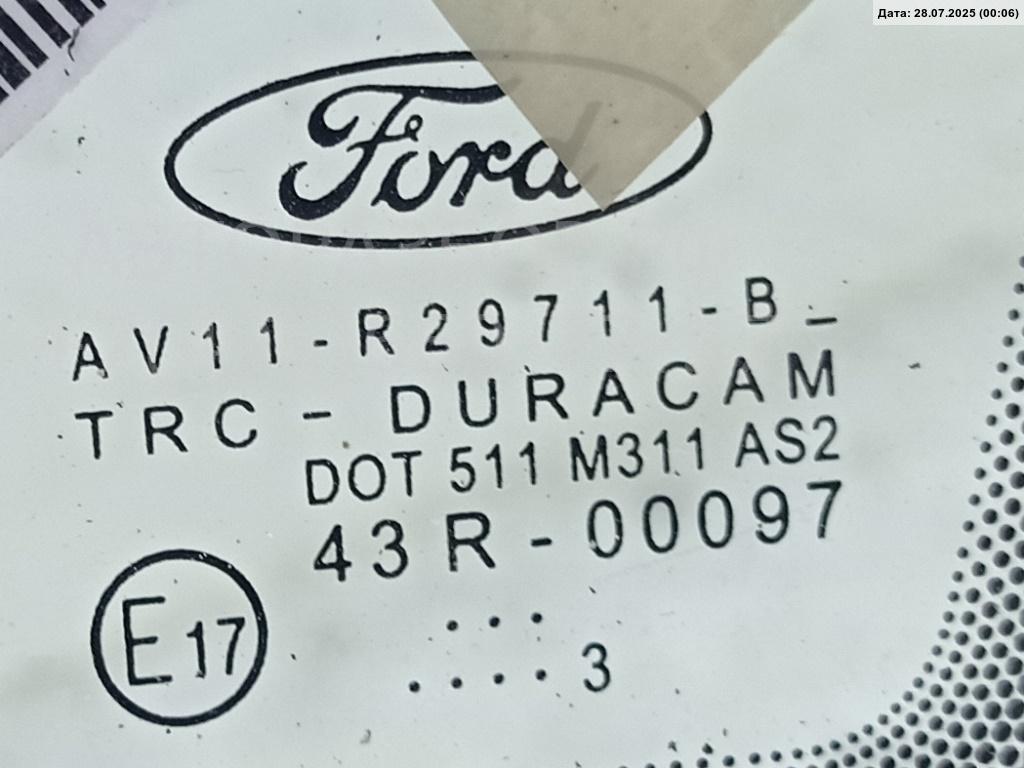 Дата: 28.07.2025 (00:06)
Ford
AV11-R29711-B_
TRC - DURACAM
DOT 511 M311 AS2
43R-00097
E17
...
.... 3